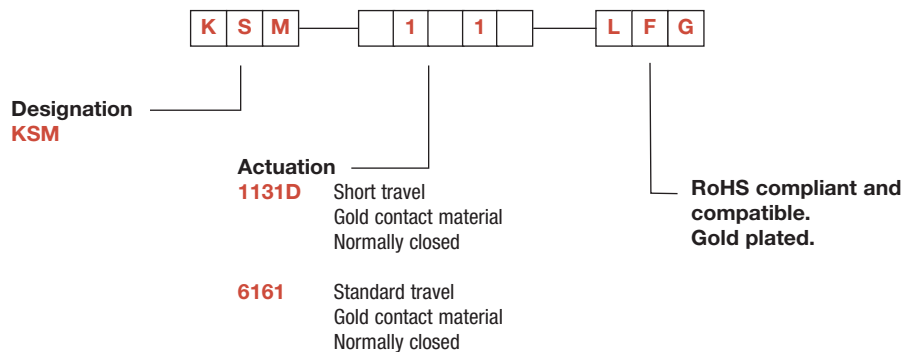 K S M 1 1 L F G
Designation
KSM
Actuation
1131D Short travel
Gold contact material
Normally closed
6161 Standard travel
Gold contact material
Normally closed
RoHS compliant and
compatible.
Gold plated.